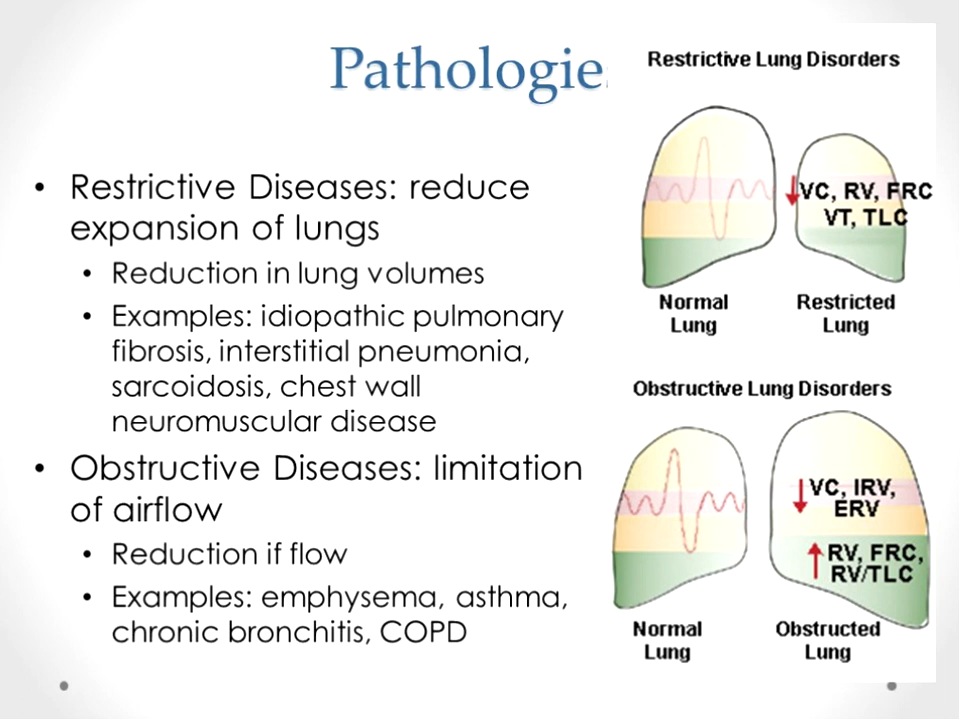 Pathologies
• Restrictive Diseases: reduce
expansion of lungs
• Reduction in lung volumes
• Examples: idiopathic pulmonary
fibrosis, interstitial pneumonia,
sarcoidosis, chest wall
neuromuscular disease
• Obstructive Diseases: limitation
of airflow
• Reduction if flow
• Examples: emphysema, asthma,
chronic bronchitis, COPD
Restrictive Lung Disorders
↓VC, RV, FRC
VT, TLC
Normal
Lung
Restricted
Lung
Obstructive Lung Disorders
↓VC, IRV,
ERV
↑RV, FRC,
RV/TLC
Normal
Lung
Obstructed
Lung